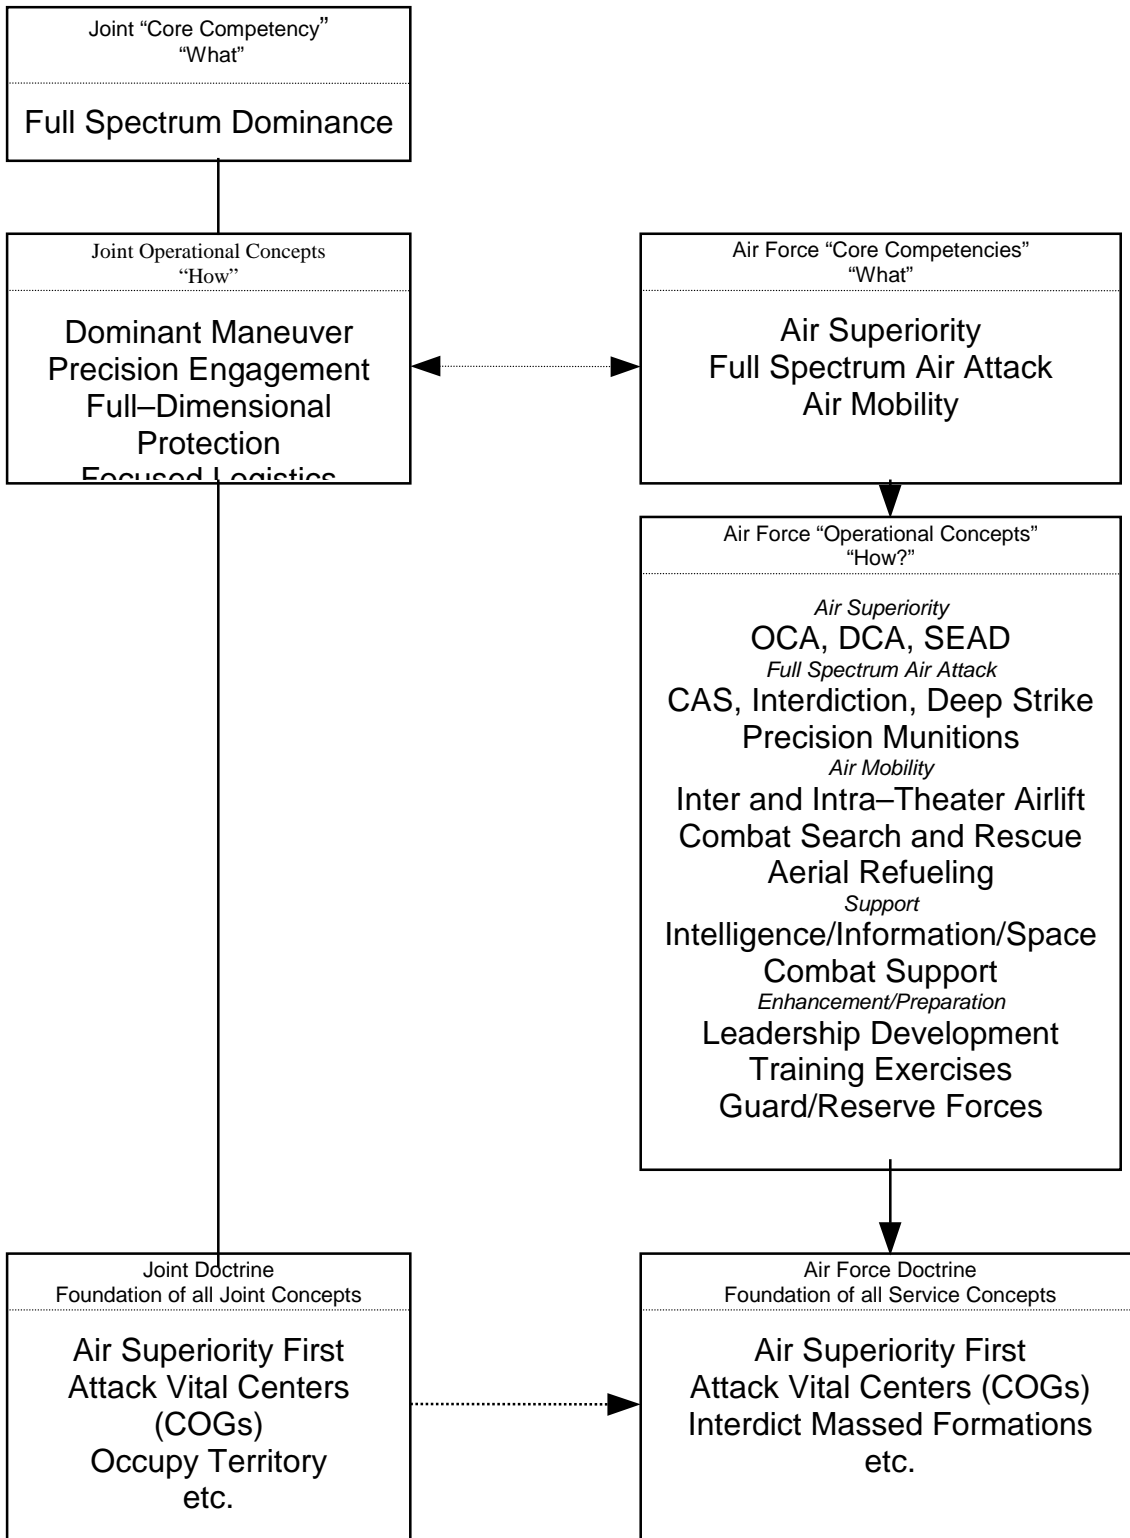 Joint “Core Competency”
“What”
Full Spectrum Dominance
Joint Operational Concepts
“How”
Dominant Maneuver
Precision Engagement
Full–Dimensional
Protection
Focused Logistics
Air Force “Core Competencies”
“What”
Air Superiority
Full Spectrum Air Attack
Air Mobility
Air Force “Operational Concepts”
“How?”
Air Superiority
OCA, DCA, SEAD
Full Spectrum Air Attack
CAS, Interdiction, Deep Strike
Precision Munitions
Air Mobility
Inter and Intra–Theater Airlift
Combat Search and Rescue
Aerial Refueling
Support
Intelligence/Information/Space
Combat Support
Enhancement/Preparation
Leadership Development
Training Exercises
Guard/Reserve Forces
Joint Doctrine
Foundation of all Joint Concepts
Air Superiority First
Attack Vital Centers
(COGs)
Occupy Territory
etc.
Air Force Doctrine
Foundation of all Service Concepts
Air Superiority First
Attack Vital Centers (COGs)
Interdict Massed Formations
etc.